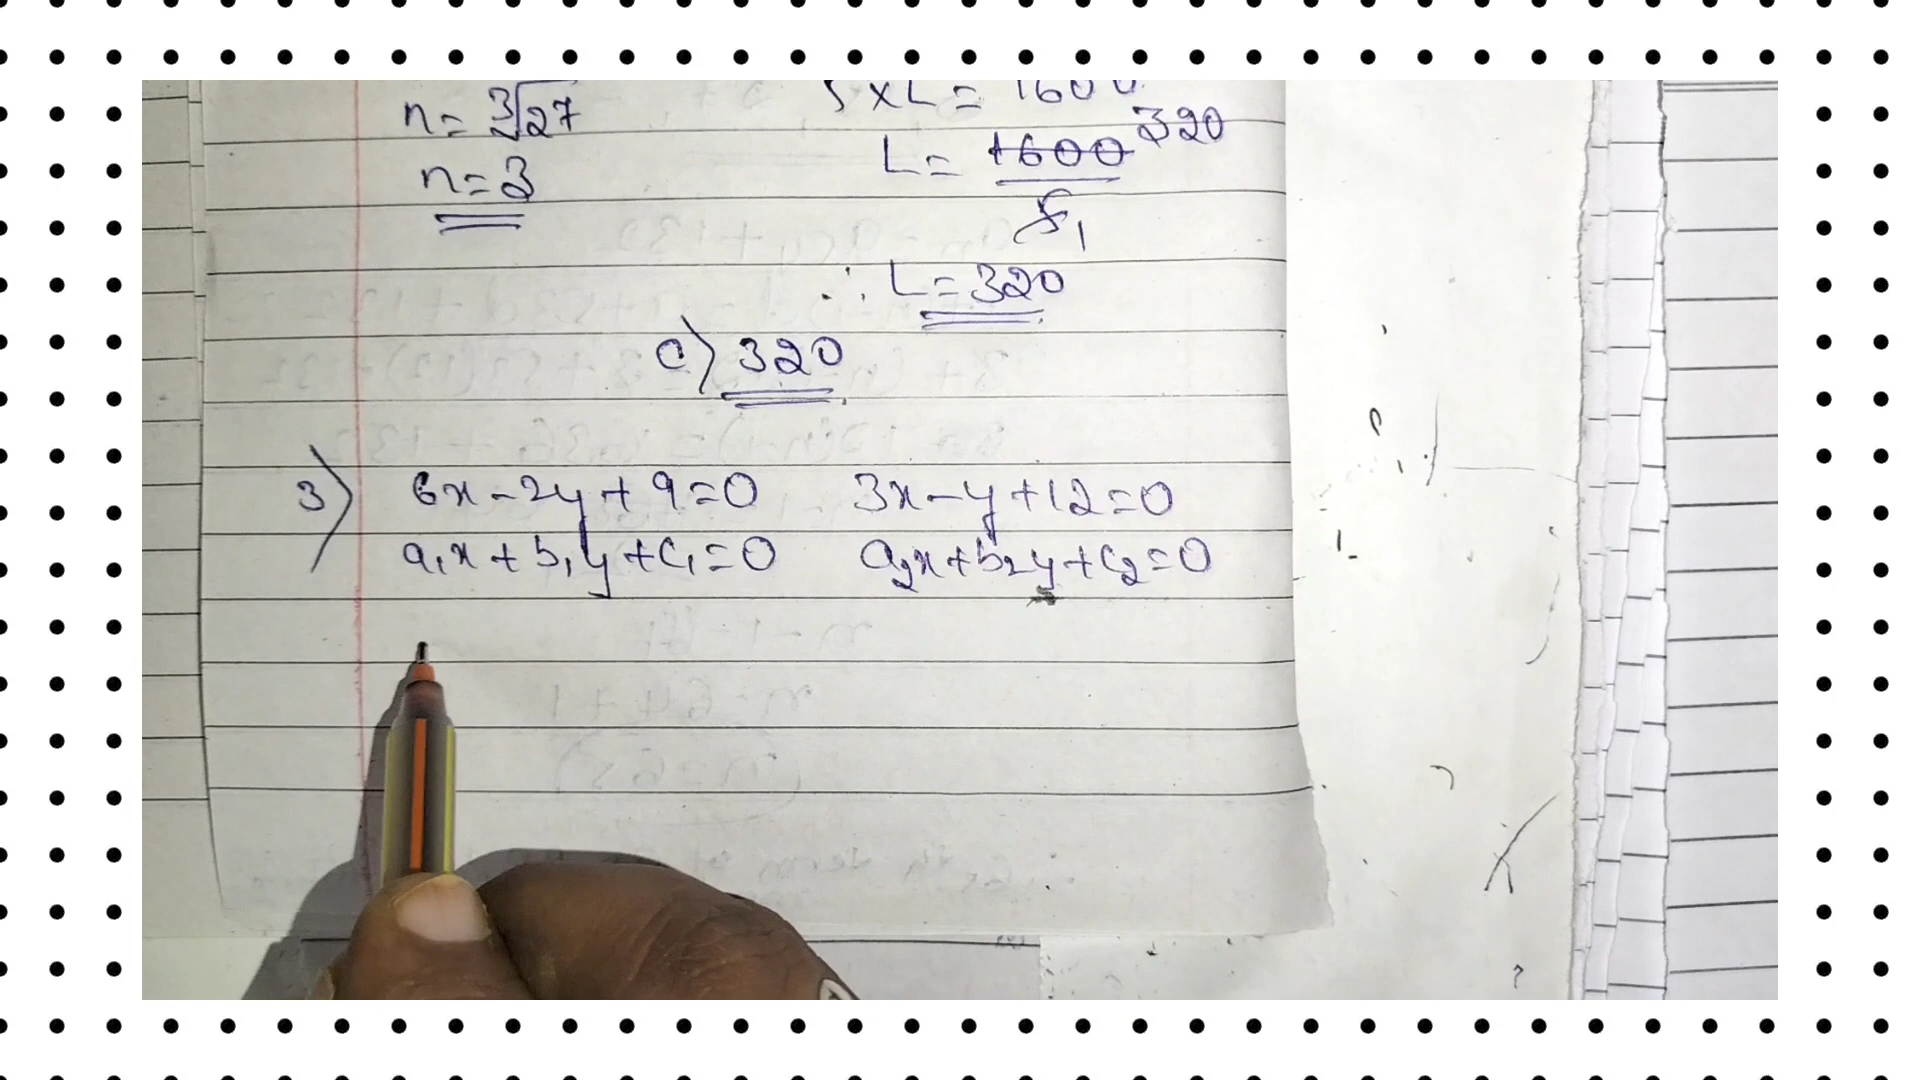 n = ∛27
5 × L = 1600
n = 3
L = 1600 320
5 1
∴ L = 320
c) 320
3) 6x - 2y + 9 = 0 3x - y + 12 = 0
a₁x + b₁y + c₁ = 0 a₂x + b₂y + c₂ = 0